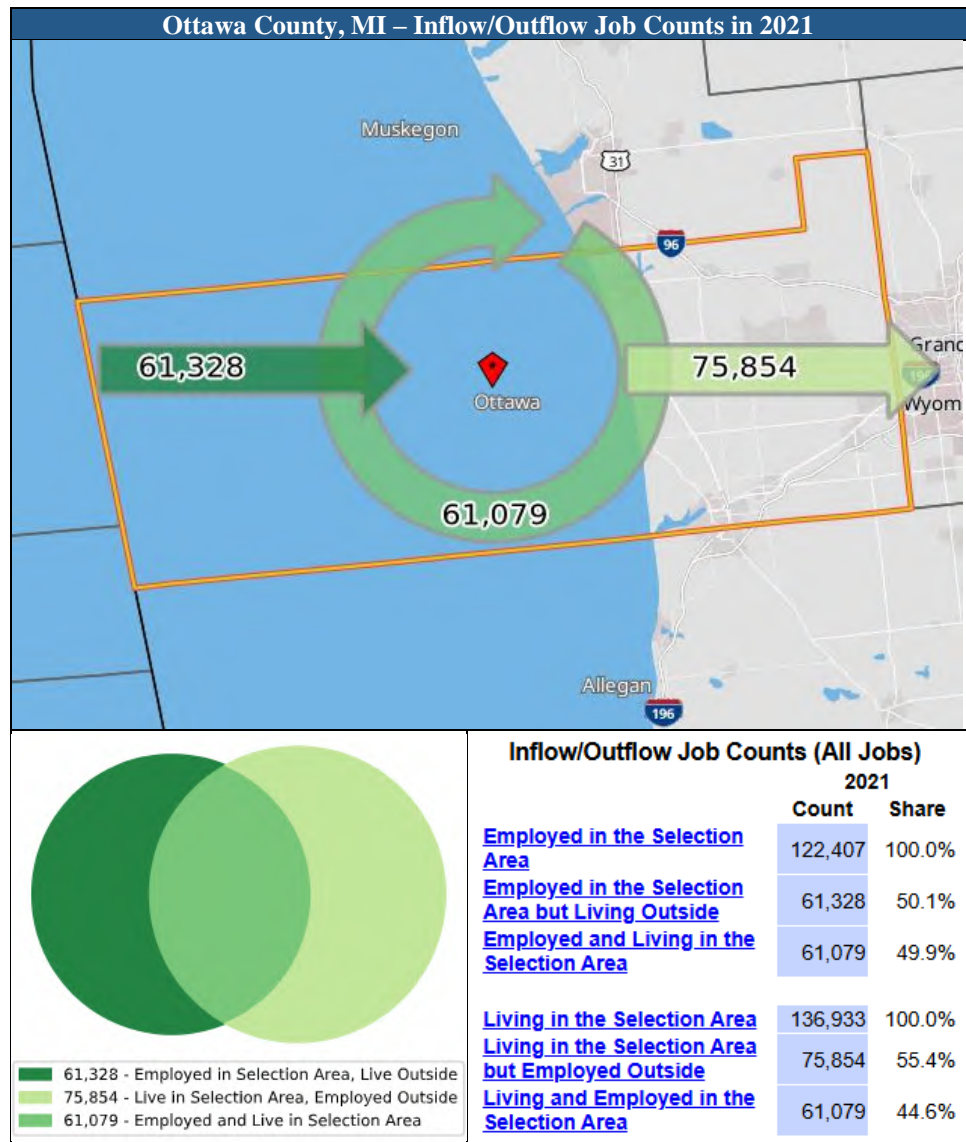 Ottawa County, MI – Inflow/Outflow Job Counts in 2021
Muskegon
31
96
61,328
75,854
Grand
196
Ottawa
Wyom
61,079
Allegan
196
61,328 - Employed in Selection Area, Live Outside
75,854 - Live in Selection Area, Employed Outside
61,079 - Employed and Live in Selection Area
Inflow/Outflow Job Counts (All Jobs)
2021
Count Share
Employed in the Selection
Area 122,407 100.0%
Employed in the Selection
Area but Living Outside 61,328 50.1%
Employed and Living in the
Selection Area 61,079 49.9%
Living in the Selection Area 136,933 100.0%
Living in the Selection Area
but Employed Outside 75,854 55.4%
Living and Employed in the
Selection Area 61,079 44.6%